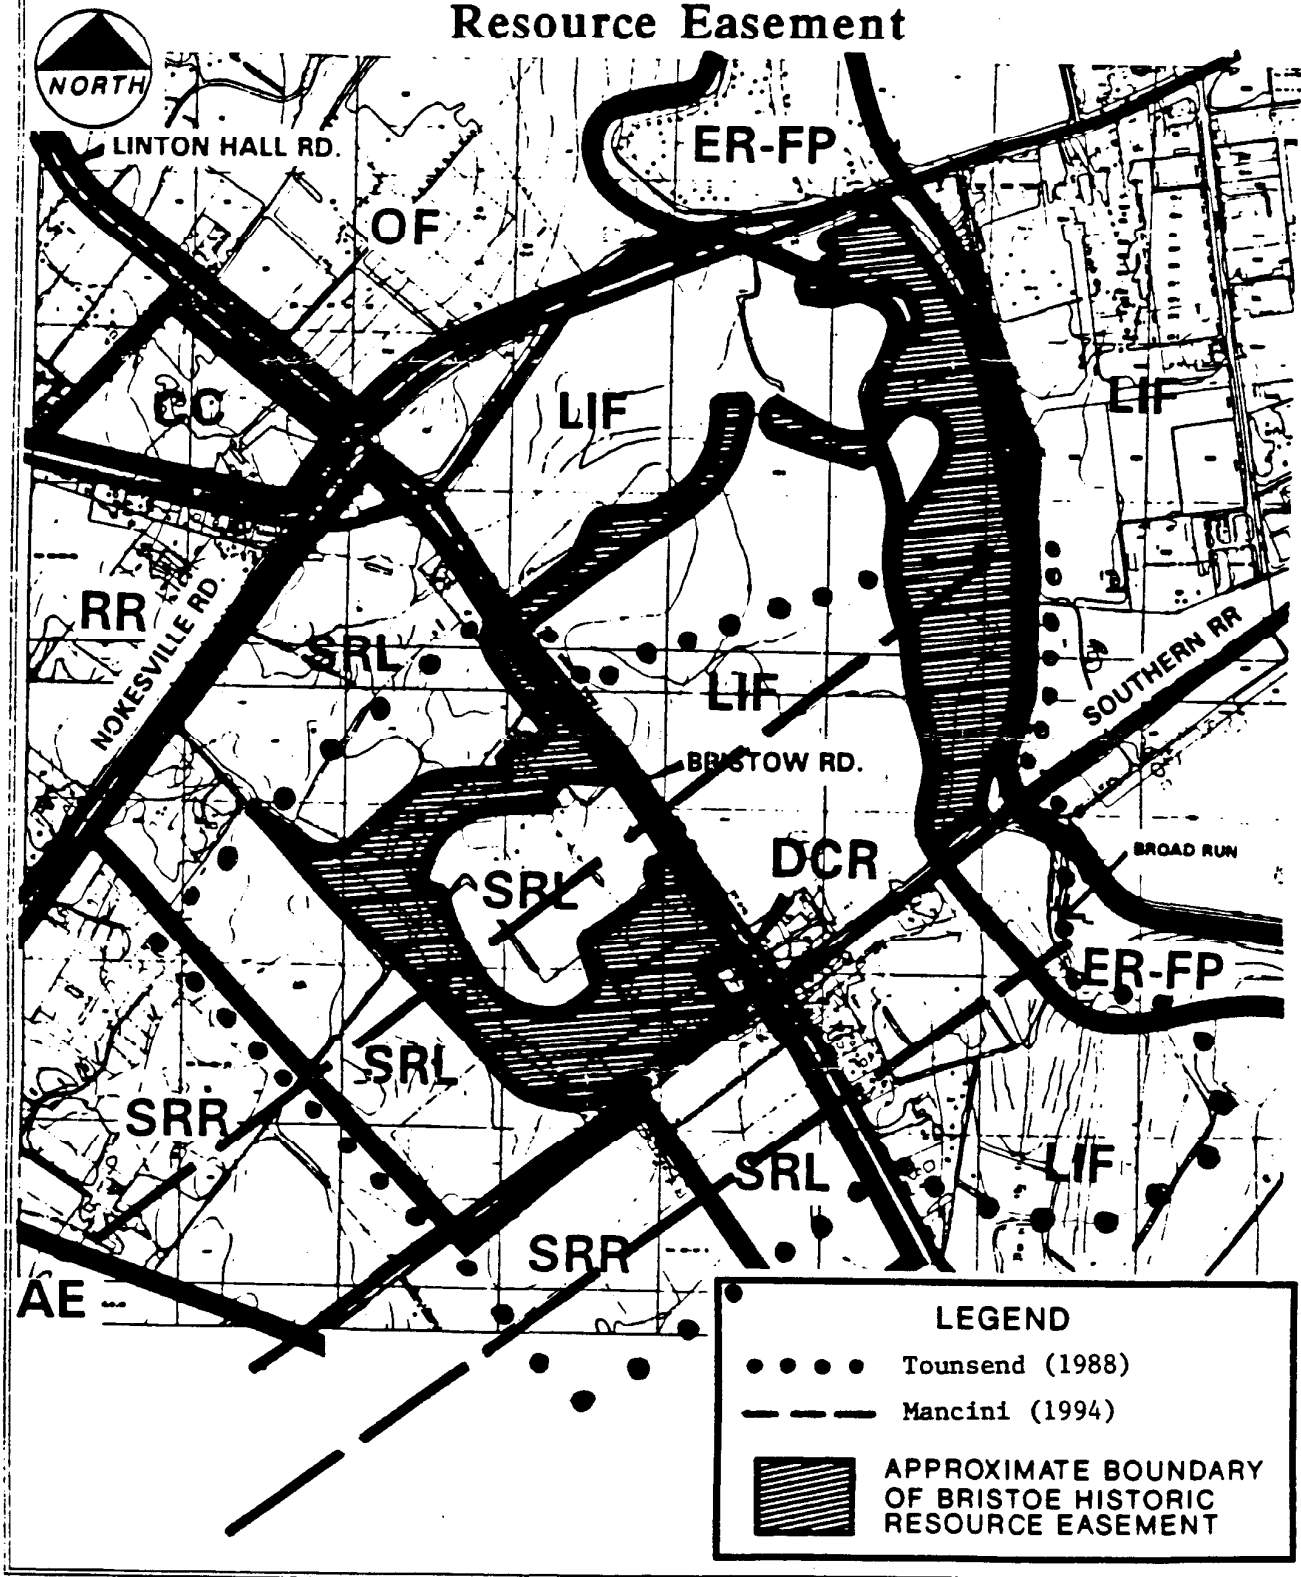 Resource Easement
NORTH
LINTON HALL RD.
ER-FP
OF
CC
LIF
LIF
RR
NOKESVILLE RD.
SRL
LIF
SOUTHERN RR
BRISTOW RD.
DCR
BROAD RUN
SRL
ER-FP
SRL
SRR
SRL
LIF
SRR
AE
LEGEND
Tounsend (1988)
Mancini (1994)
APPROXIMATE BOUNDARY
OF BRISTOE HISTORIC
RESOURCE EASEMENT